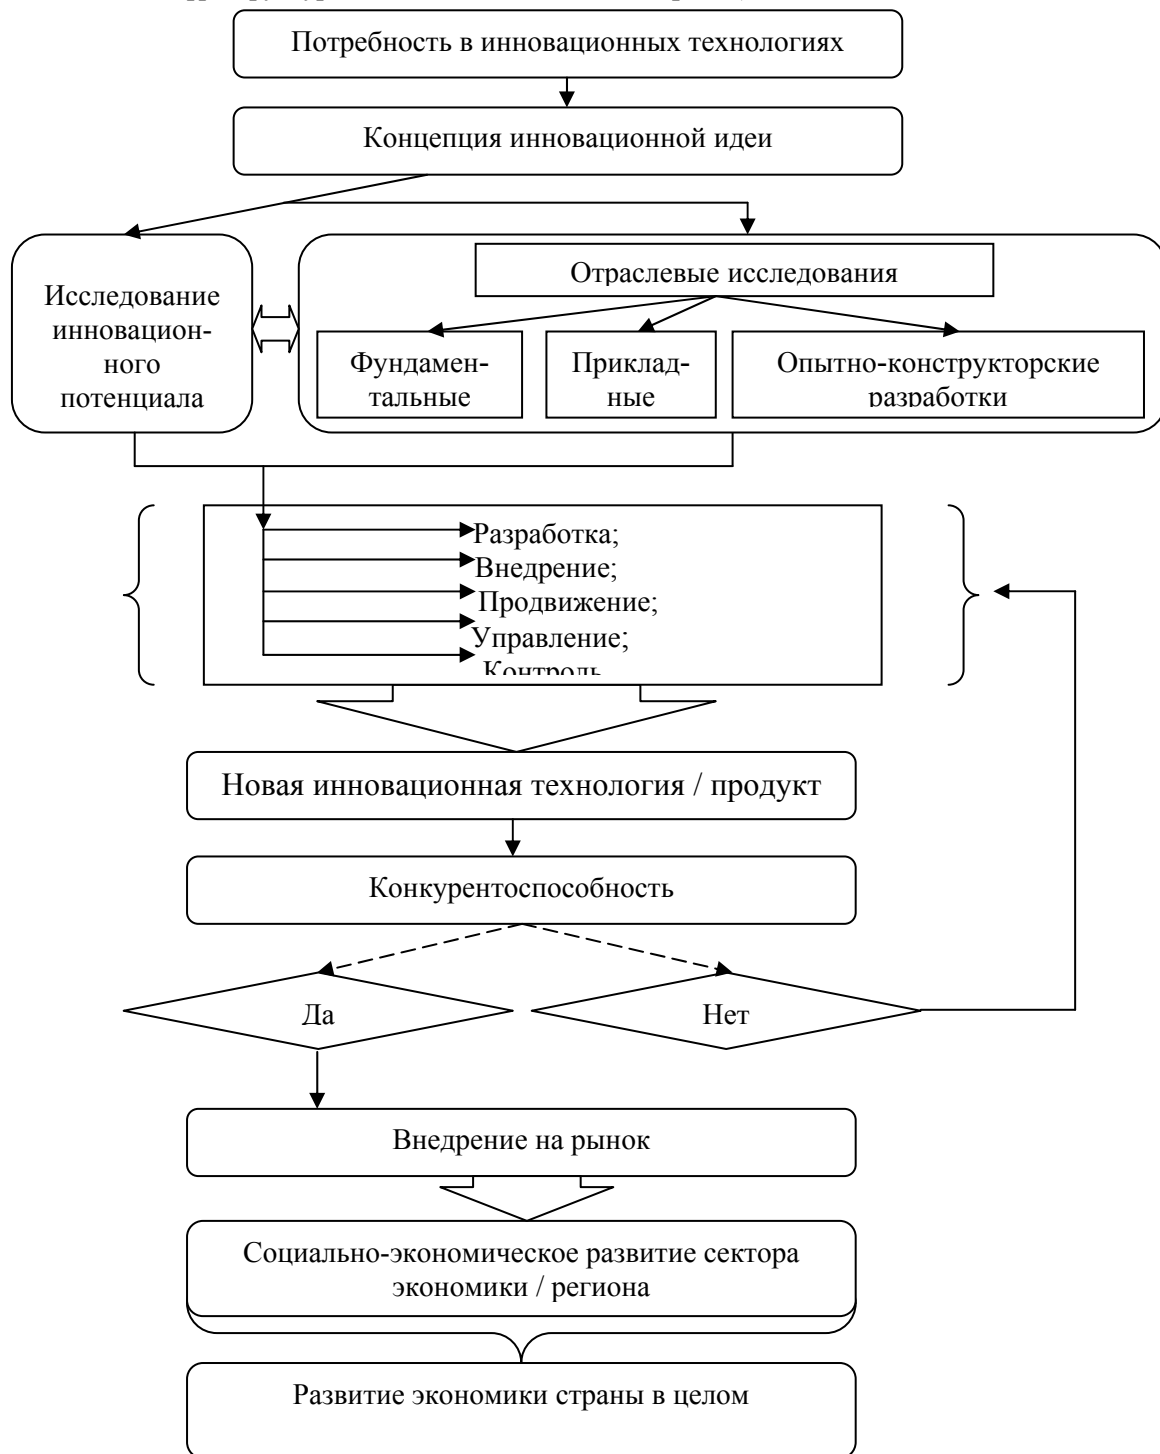 Потребность в инновационных технологиях
Концепция инновационной идеи
Исследование
инновацион-
ного
потенциала
Отраслевые исследования
Фундамен-
тальные
Приклад-
ные
Опытно-конструкторские
разработки
Разработка;
Внедрение;
Продвижение;
Управление;
Контроль
Новая инновационная технология / продукт
Конкурентоспособность
Да
Нет
Внедрение на рынок
Социально-экономическое развитие сектора
экономики / региона
Развитие экономики страны в целом